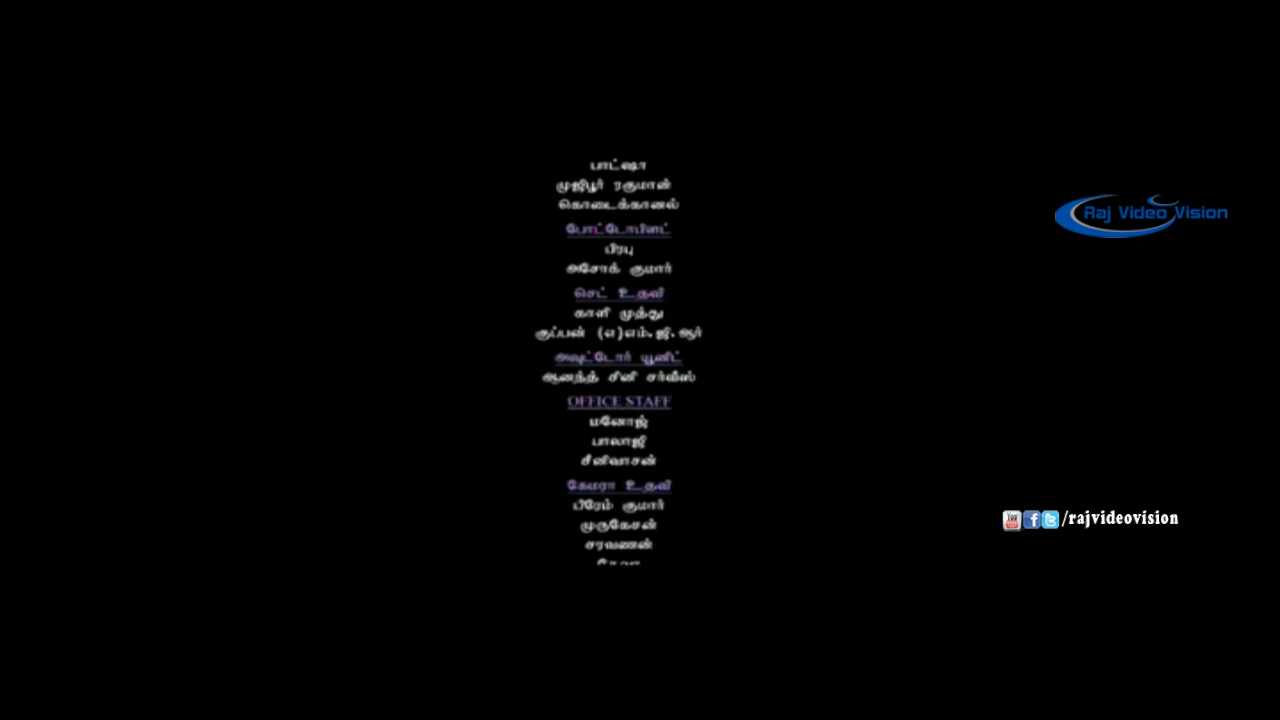 பாட்ஷா
முஜிபூர் ரகுமான்
கொடைக்கானல்
போட்டோபிளட்
பிரபு
அசோக் குமார்
செட் உதவி
காளி முத்து
குப்பன் (எ)எம்.ஜி.ஆர்
அவுட்டோர் யூனிட்
ஆனந்த் சினி சர்வீஸ்
OFFICE STAFF
மனோஜ்
பாலாஜி
சீனிவாசன்
கேமரா உதவி
பிரேம் குமார்
முருகேசன்
சரவணன்
Raj Video Vision
/rajvideovision